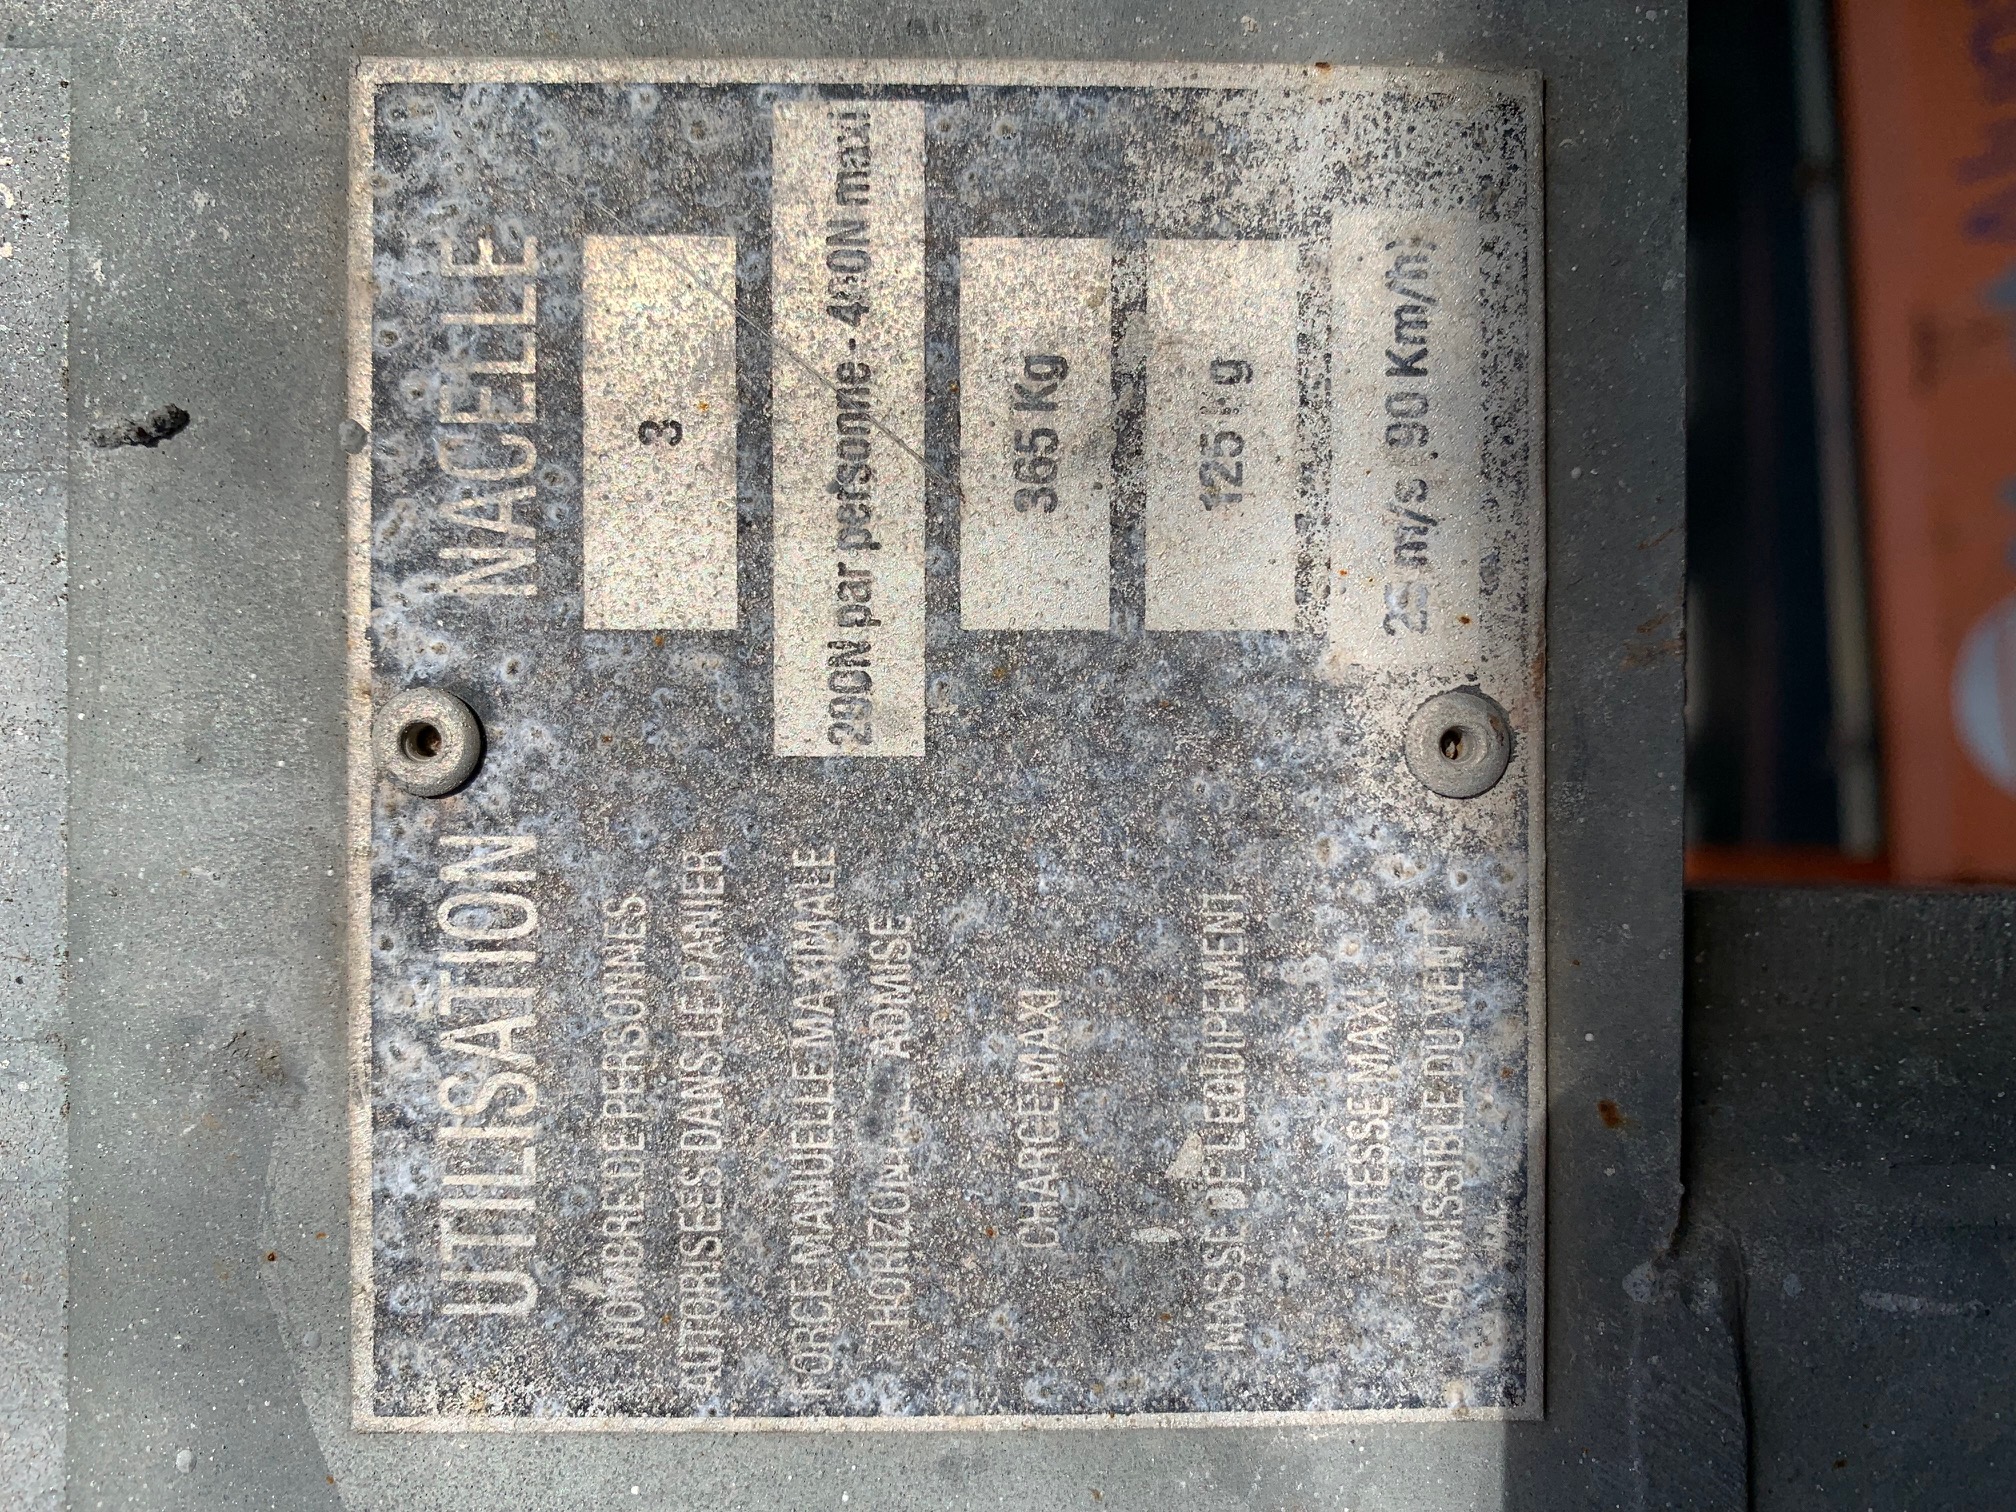 UTILISATION NACELLE
NOMBRE DE PERSONNES
AUTORISEES DANS LE PANIER
3
FORCE MANUELLE MAXIMALE
HORIZONTALE ADMISE
200N par personne - 400N maxi
CHARGE MAXI
365 Kg
MASSE DE L EQUIPEMENT
125 Kg
VITESSE MAXI
ADMISSIBLE DU VENT
25 m/s 90 Km/h)